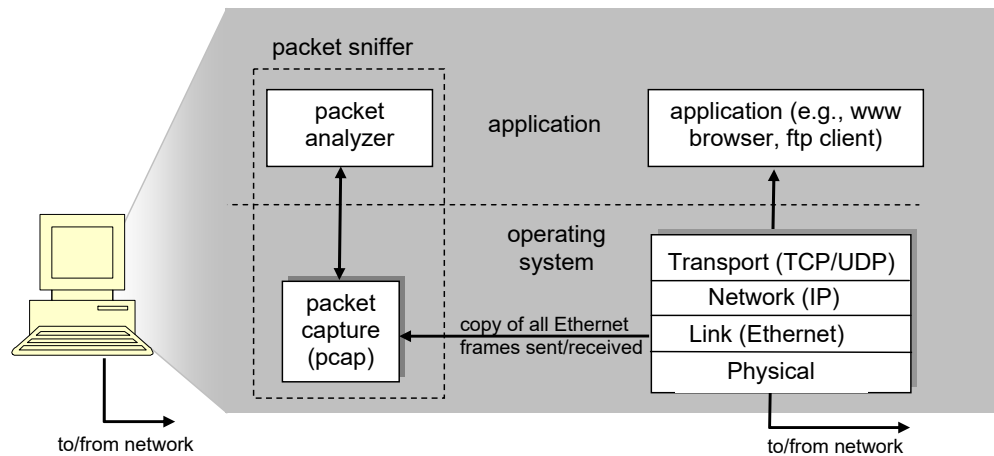 packet sniffer
packet
analyzer
application
application (e.g., www
browser, ftp client)
operating
system
packet
capture
(pcap)
copy of all Ethernet
frames sent/received
Transport (TCP/UDP)
Network (IP)
Link (Ethernet)
Physical
to/from network
to/from network